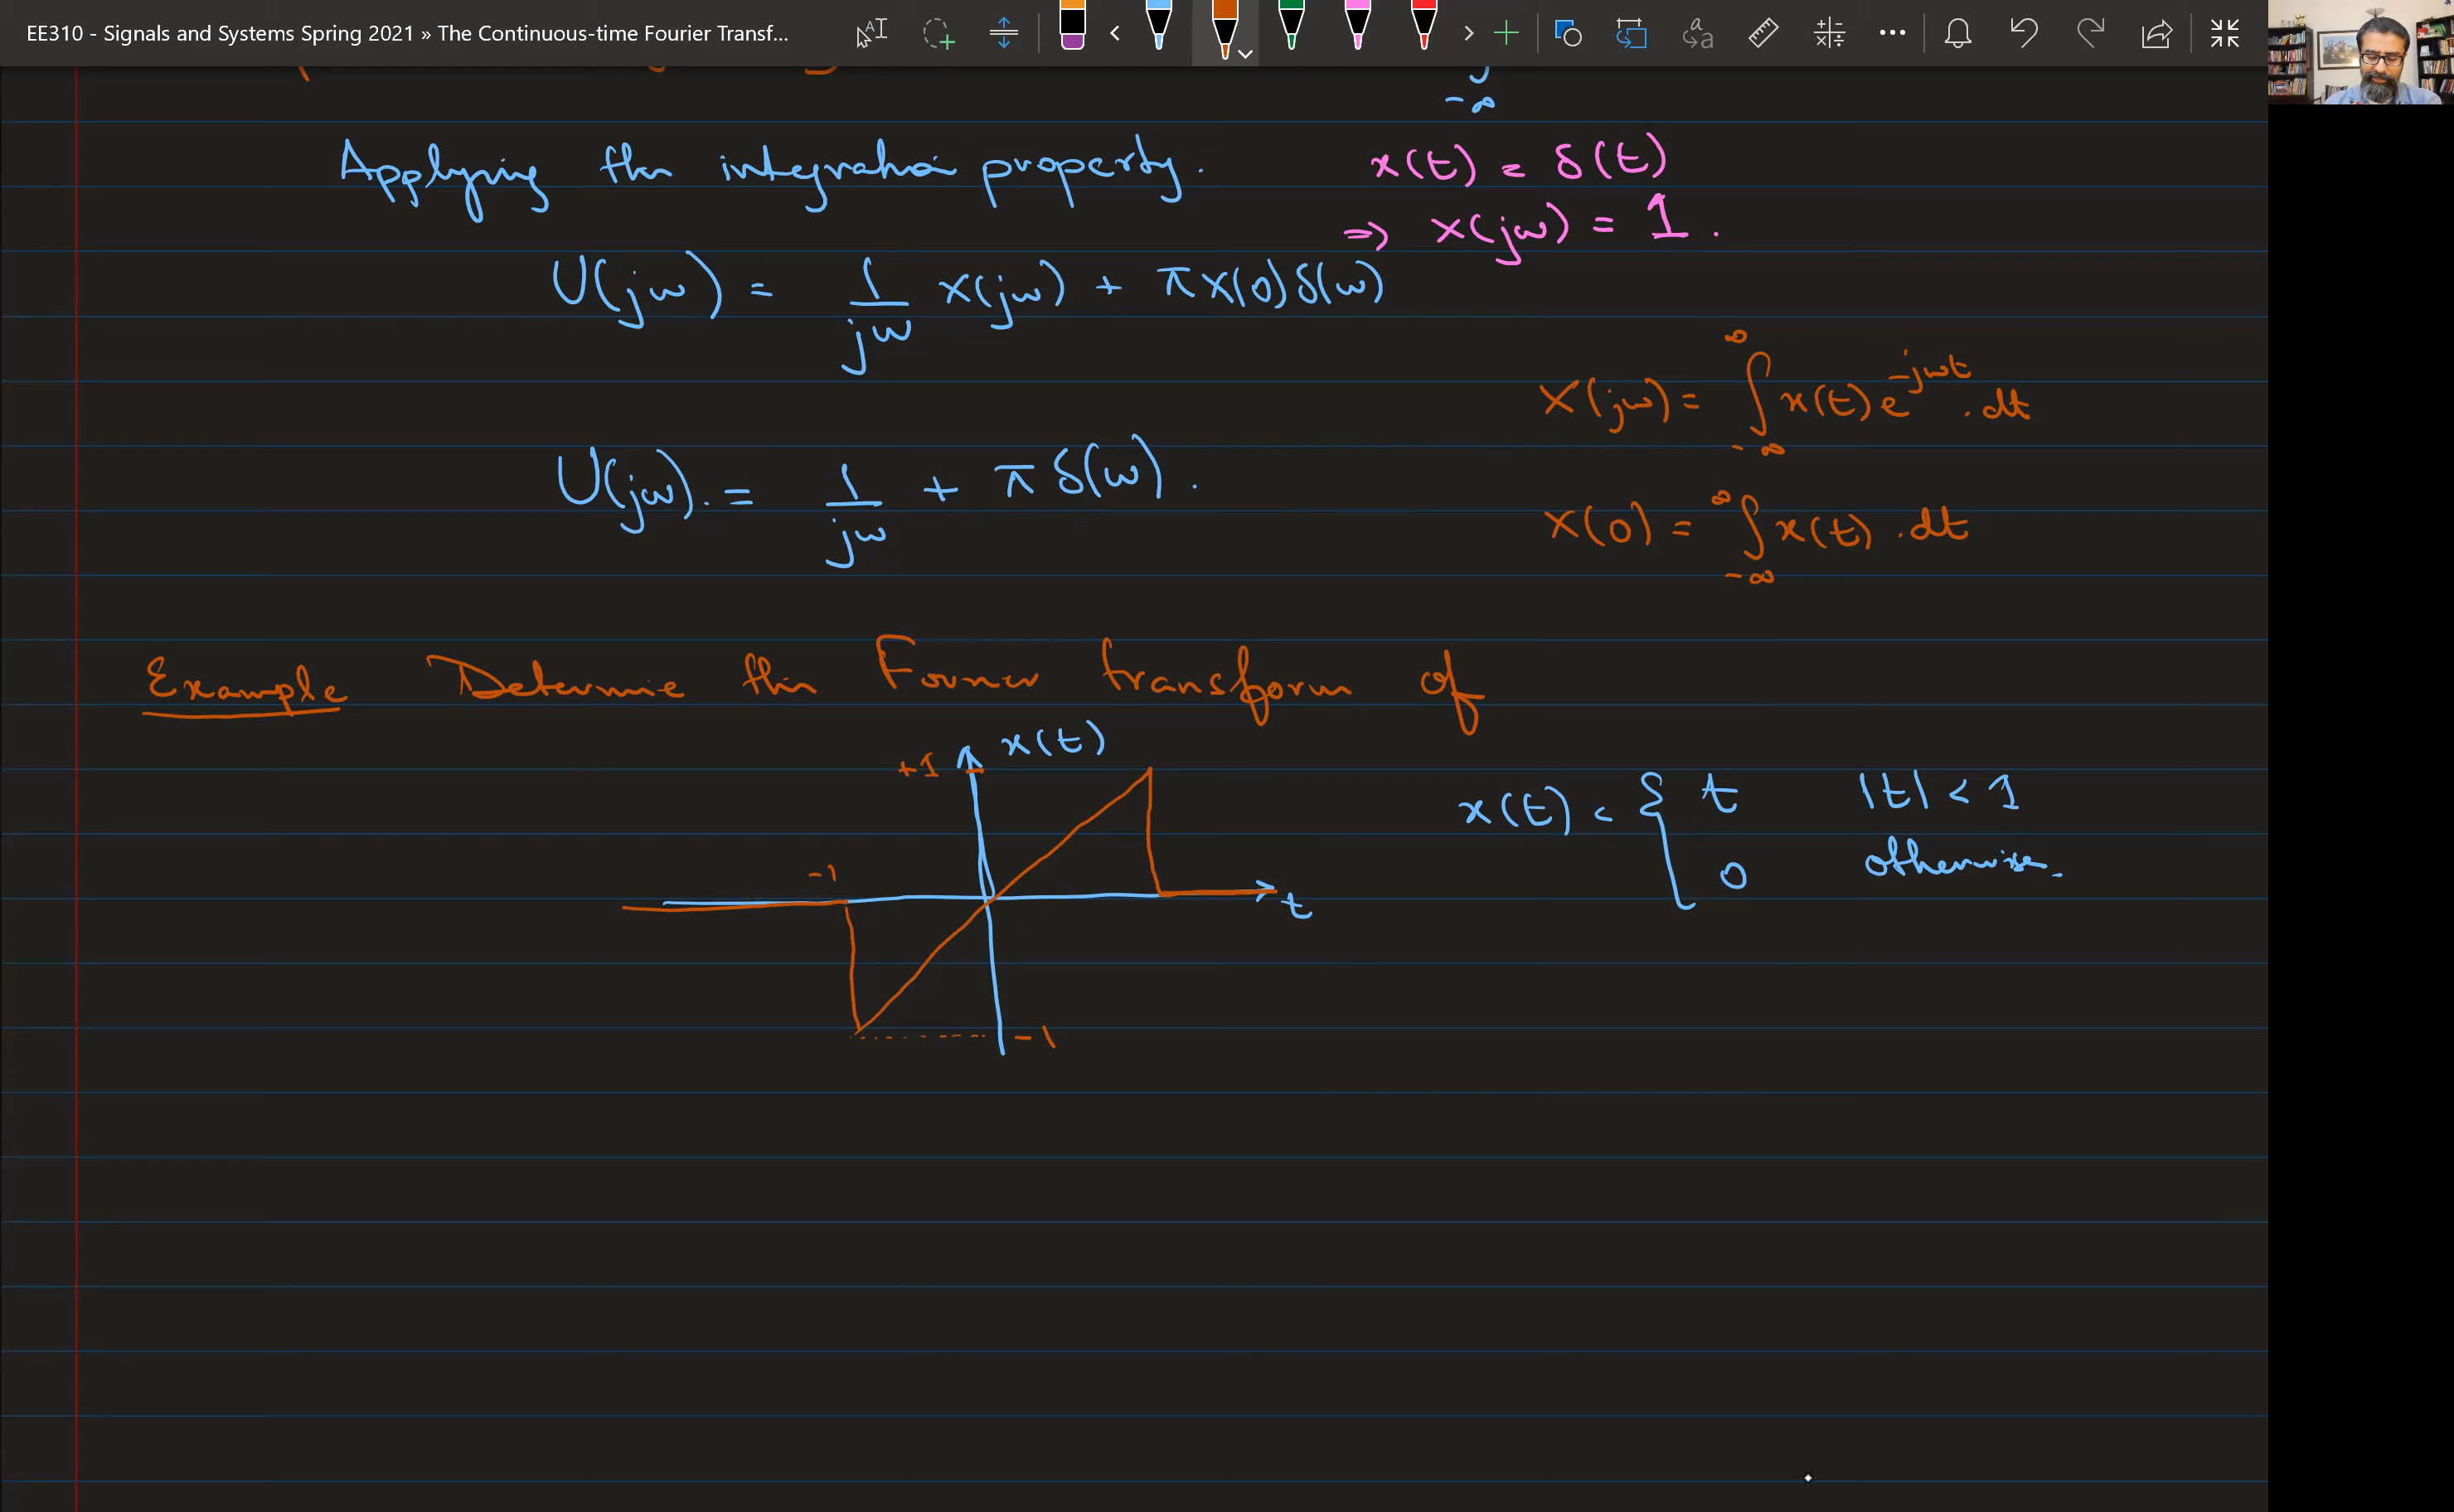 EE310 - Signals and Systems Spring 2021 » The Continuous-time Fourier Transf...
-∞
Applying the integration property.
x(t) = δ(t)
⇒ X(jω) = 1.
U(jω) = 1/jω X(jω) + πX(0)δ(ω)
X(jω) = ∫_{-∞}^{∞} x(t) e^{-jωt} . dt
U(jω). = 1/jω + π δ(ω).
X(0) = ∫_{-∞}^{∞} x(t) . dt
Example Determine the Fourier transform of
x(t)
+1
x(t) = { t |t| < 1
0 otherwise.
-1
t
-1